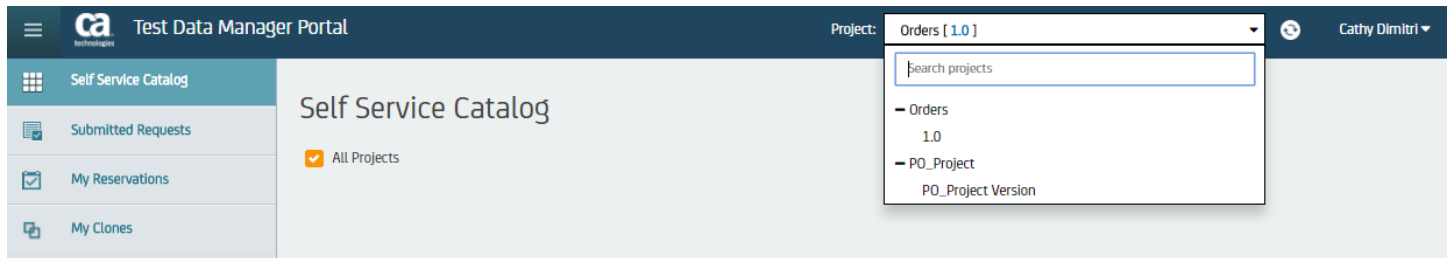 ca technologies Test Data Manager Portal Project: Orders [ 1.0 ] Cathy Dimitri
Search projects
Orders
1.0
PO_Project
PO_Project Version
Self Service Catalog
Submitted Requests
My Reservations
My Clones
Self Service Catalog
All Projects